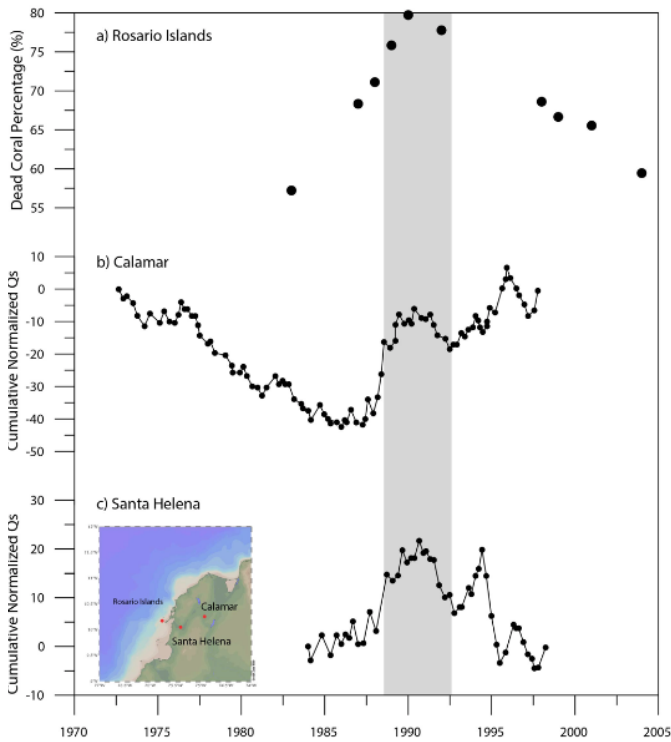 80
a) Rosario Islands
75
70
65
60
55
Dead Coral Percentage (%)
10
b) Calamar
0
-10
-20
-30
-40
-50
Cumulative Normalized Qs
30
c) Santa Helena
20
10
0
-10
Cumulative Normalized Qs
Rosario Islands
Calamar
Santa Helena
1970 1975 1980 1985 1990 1995 2000 2005